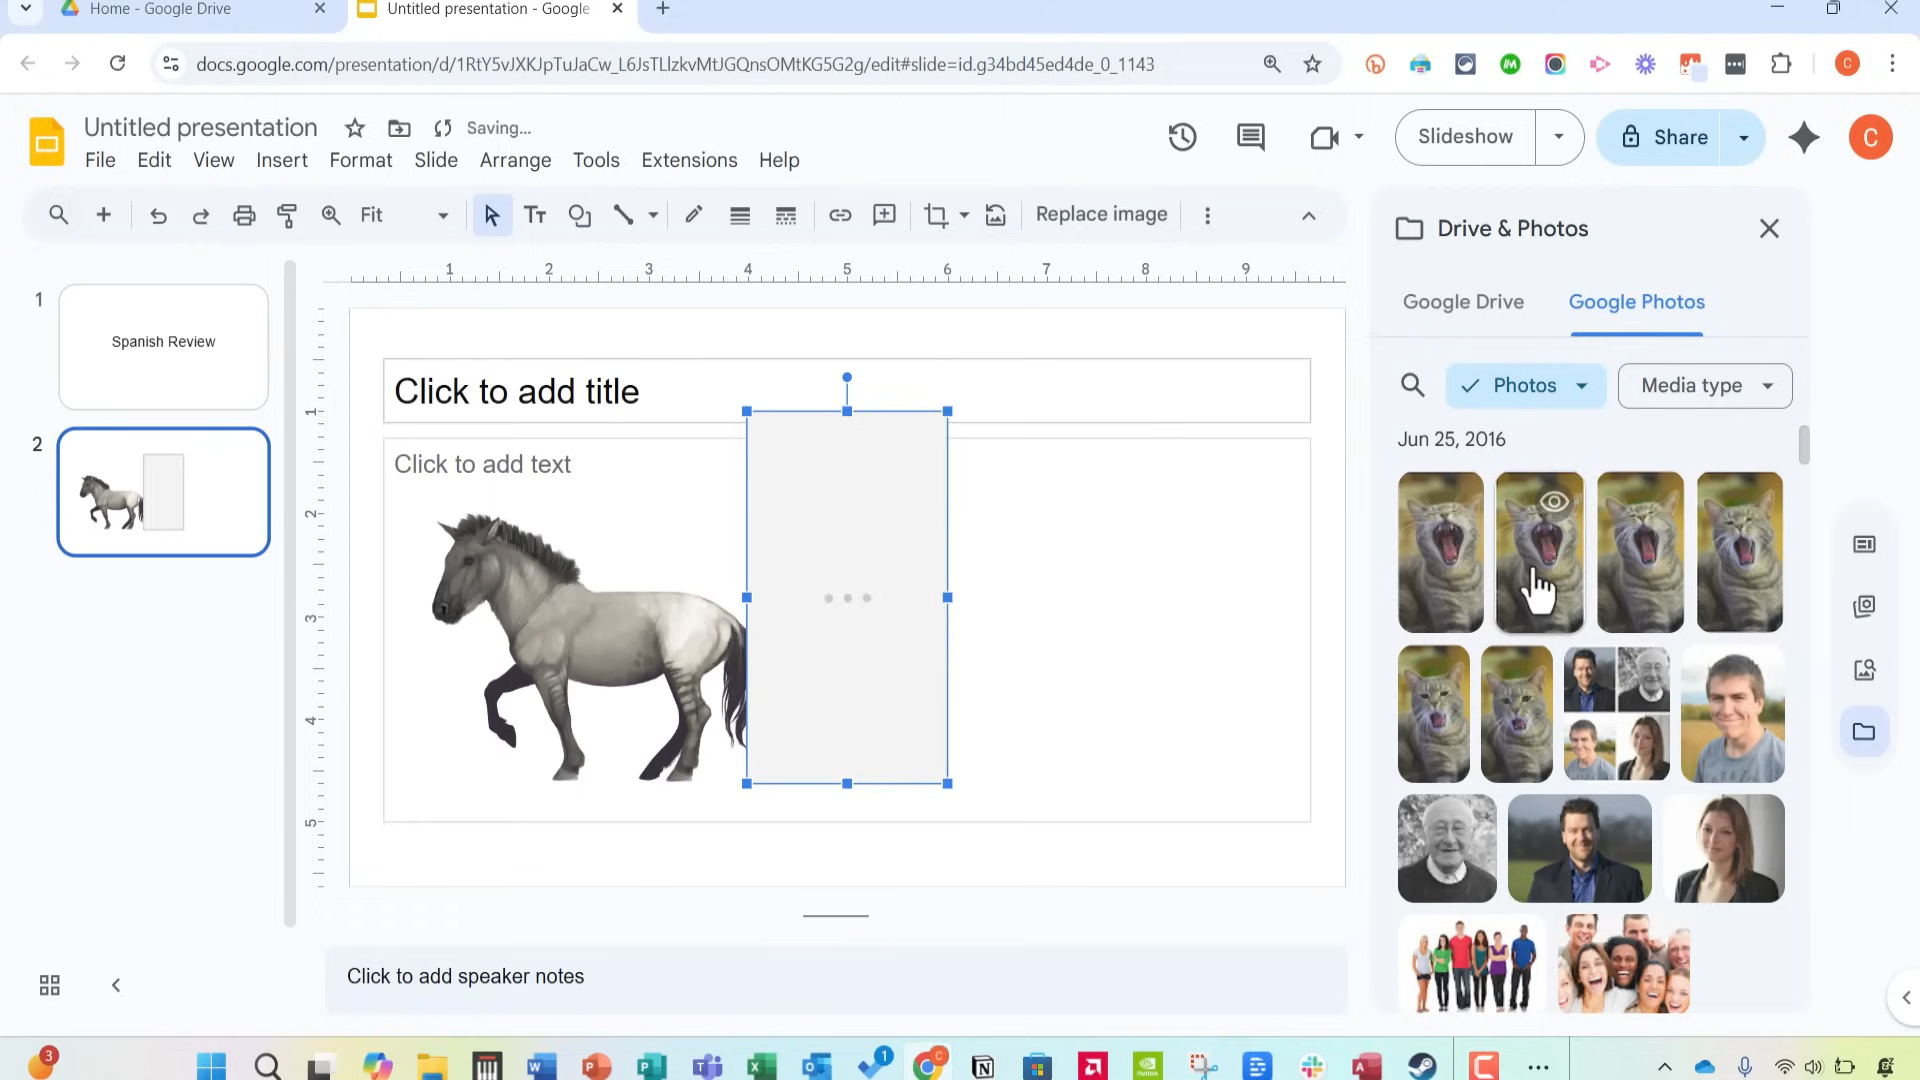 Home - Google Drive
Untitled presentation - Google
docs.google.com/presentation/d/1RtY5vJXKJpTuJaCw_L6JsTLlzkvMtJGQnsOMtKG5G2g/edit#slide=id.g34bd45ed4de_0_1143
C
Untitled presentation
Saving...
File Edit View Insert Format Slide Arrange Tools Extensions Help
Slideshow
Share
C
Fit
Replace image
Drive & Photos
Google Drive
Google Photos
Photos
Media type
Jun 25, 2016
1 2 3 4 5 6 7 8 9
1
2
3
4
5
1
Spanish Review
2
Click to add title
Click to add text
Click to add speaker notes
3
1
C